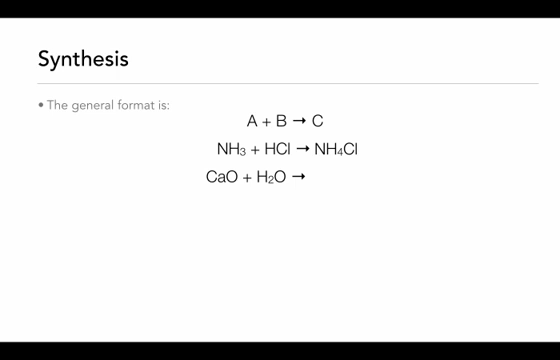 Synthesis
• The general format is:
A + B → C
NH₃ + HCl → NH₄Cl
CaO + H₂O →